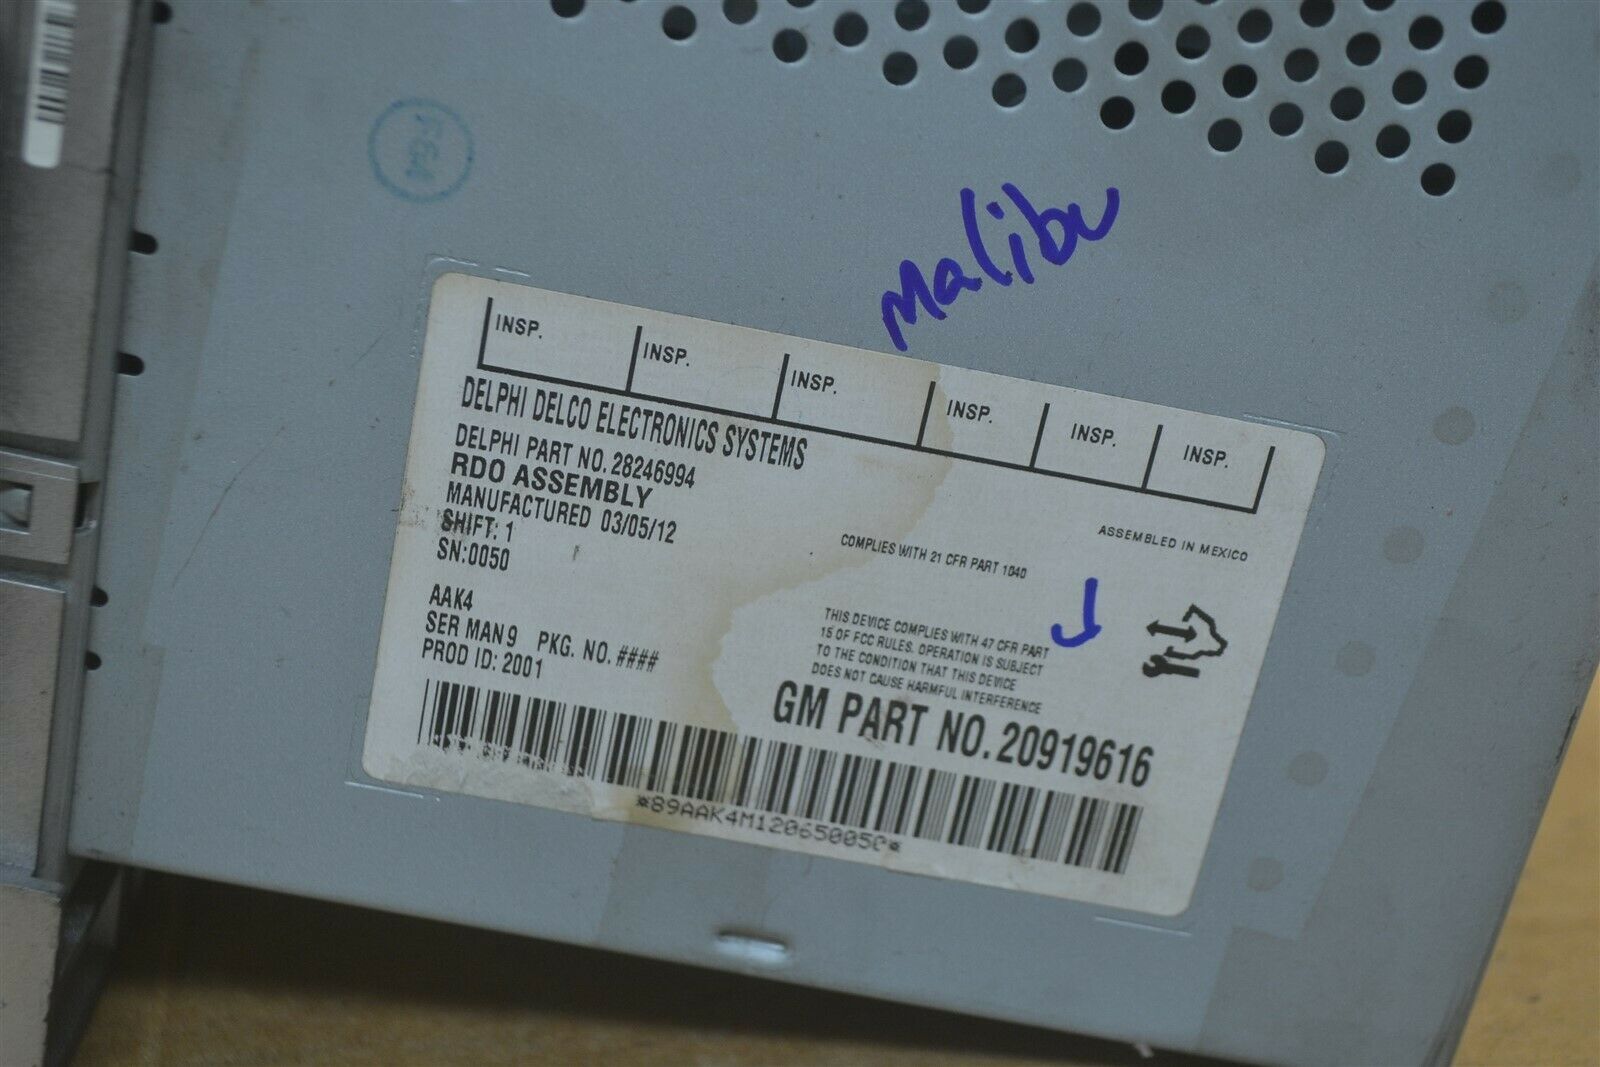 malibu
INSP. INSP. INSP. INSP. INSP. INSP.
DELPHI DELCO ELECTRONICS SYSTEMS
DELPHI PART NO. 28246994
RDO ASSEMBLY
MANUFACTURED 03/05/12
SHIFT: 1
SN:0050
ASSEMBLED IN MEXICO
COMPLIES WITH 21 CFR PART 1040
AAK4
SER MAN 9 PKG. NO. ####
PROD ID: 2001
THIS DEVICE COMPLIES WITH 47 CFR PART
15 OF FCC RULES. OPERATION IS SUBJECT
TO THE CONDITION THAT THIS DEVICE
DOES NOT CAUSE HARMFUL INTERFERENCE
GM PART NO. 20919616
*89AAK4M120650050*